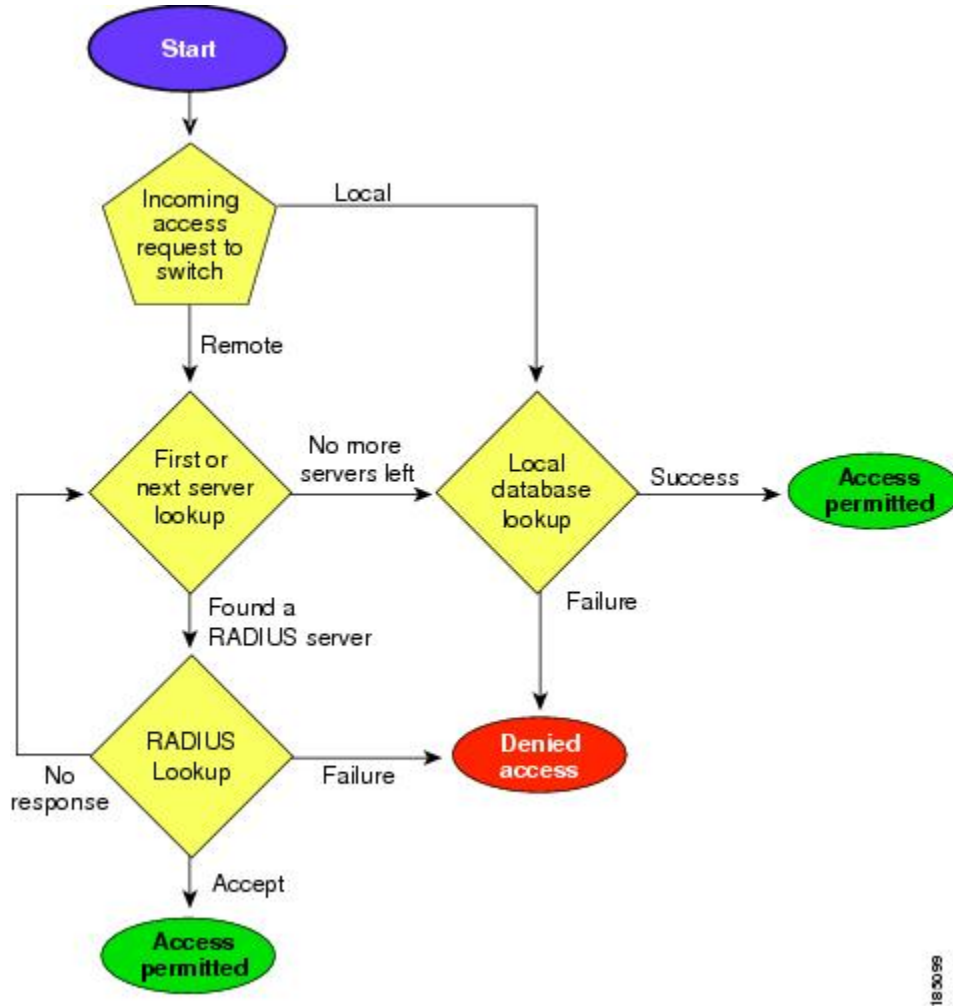 Start
Incoming
access
request to
switch
Local
Remote
First or
next server
lookup
No more
servers left
Local
database
lookup
Success
Access
permitted
Found a
RADIUS server
Failure
RADIUS
Lookup
No
response
Failure
Denied
access
Accept
Access
permitted
185099